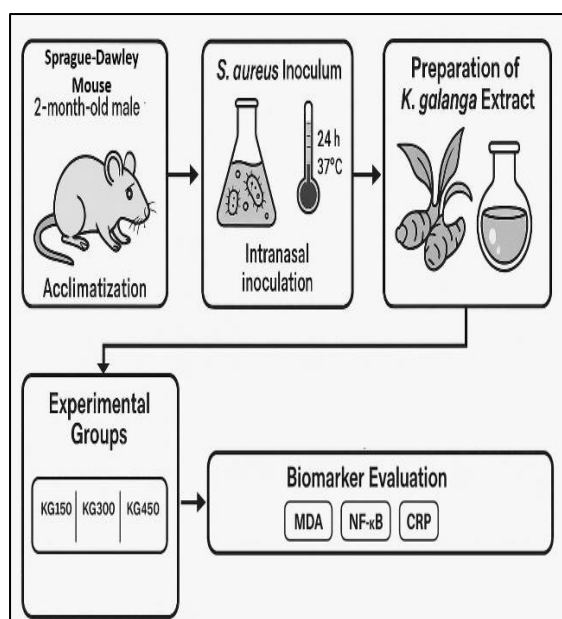 Sprague-Dawley
Mouse
2-month-old male
Acclimatization
S. aureus Inoculum
24 h
37°C
Intranasal
inoculation
Preparation of
K. galanga Extract
Experimental
Groups
KG150 KG300 KG450
Biomarker Evaluation
MDA NF-κB CRP